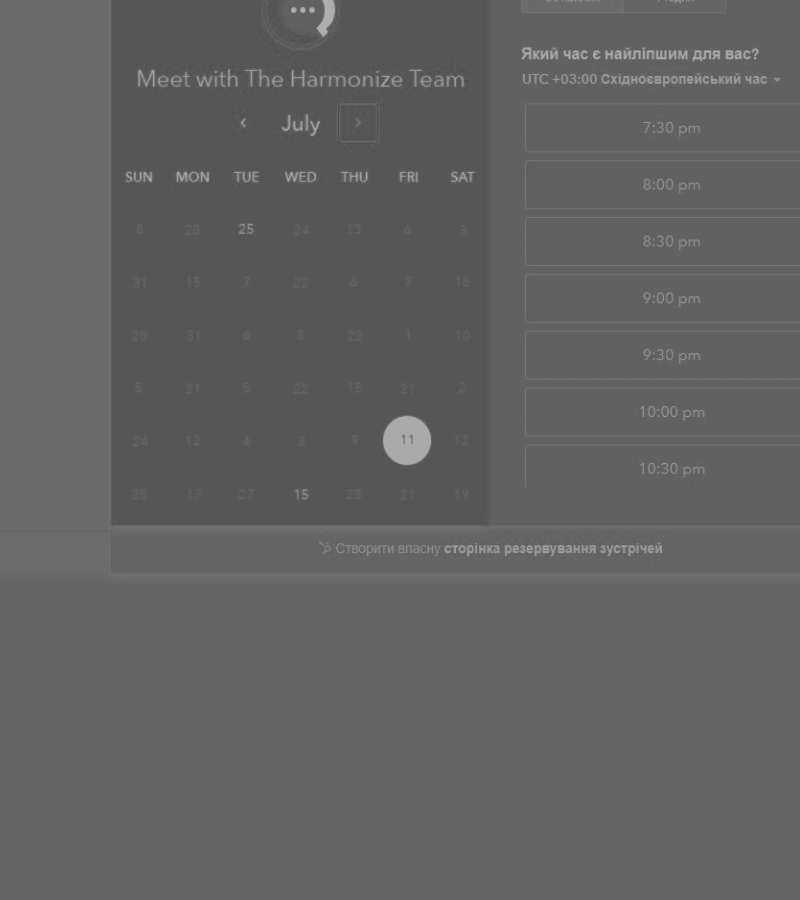 Meet with The Harmonize Team
July
SUN MON TUE WED THU FRI SAT
8 28 25 24 13 6 3
31 15 7 22 6 7 16
20 31 6 8 22 1 10
5 21 5 22 15 21 2
24 12 4 3 9 11 12
25 17 27 15 28 21 19
Який час є найліпшим для вас?
UTC +03:00 Східноєвропейський час
7:30 pm
8:00 pm
8:30 pm
9:00 pm
9:30 pm
10:00 pm
10:30 pm
Створити власну сторінка резервування зустрічей